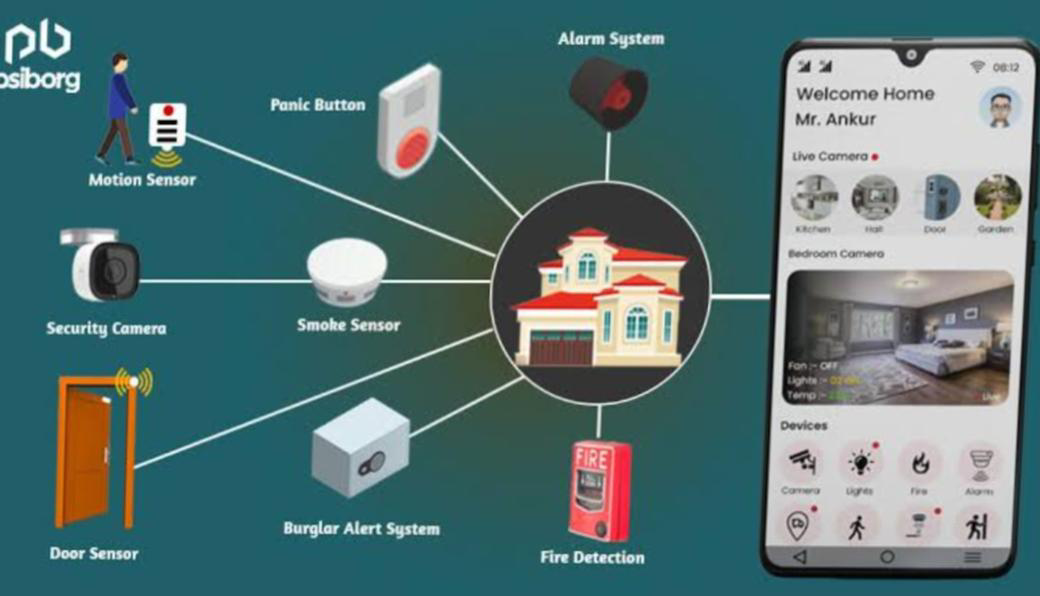 pb
psiborg
Motion Sensor
Panic Button
Alarm System
Security Camera
Smoke Sensor
Door Sensor
Burglar Alert System
FIRE
Fire Detection
08:12
Welcome Home
Mr. Ankur
Live Camera
Kitchen Hall Door Garden
Bedroom Camera
Fan :- OFF
Lights :-
Temp :-
Live
Devices
Camera Lights Fire Alarm